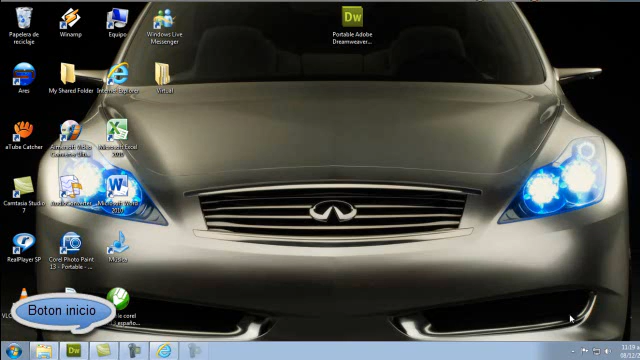 Papelera de
reciclaje
Winamp
Equipo
Windows Live
Messenger
Dw
Portable Adobe
Dreamweaver...
Ares
My Shared Folder
Internet Explorer
Virtual
aTube Catcher
Microsoft Excel
2010
Camtasia Studio
7
Microsoft Word
2010
RealPlayer SP
Corel Photo Paint
13 - Portable - ...
Música
Boton inicio
Dw